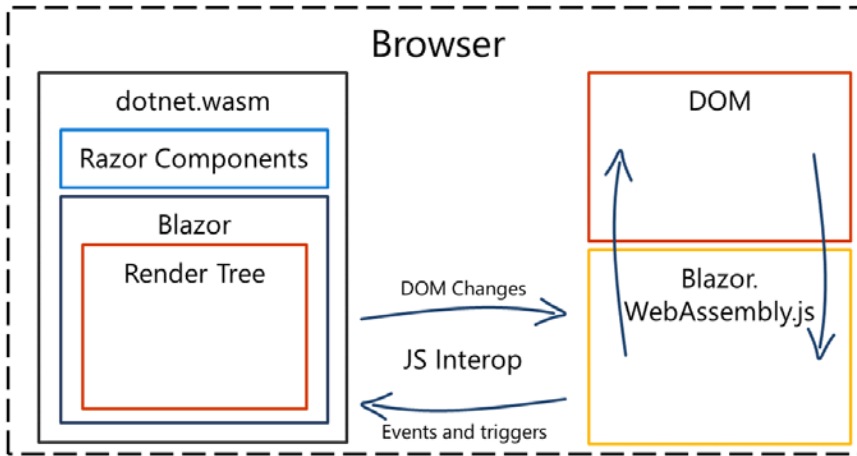 Browser
dotnet.wasm
Razor Components
Blazor
Render Tree
DOM Changes
JS Interop
Events and triggers
DOM
Blazor.
WebAssembly.js